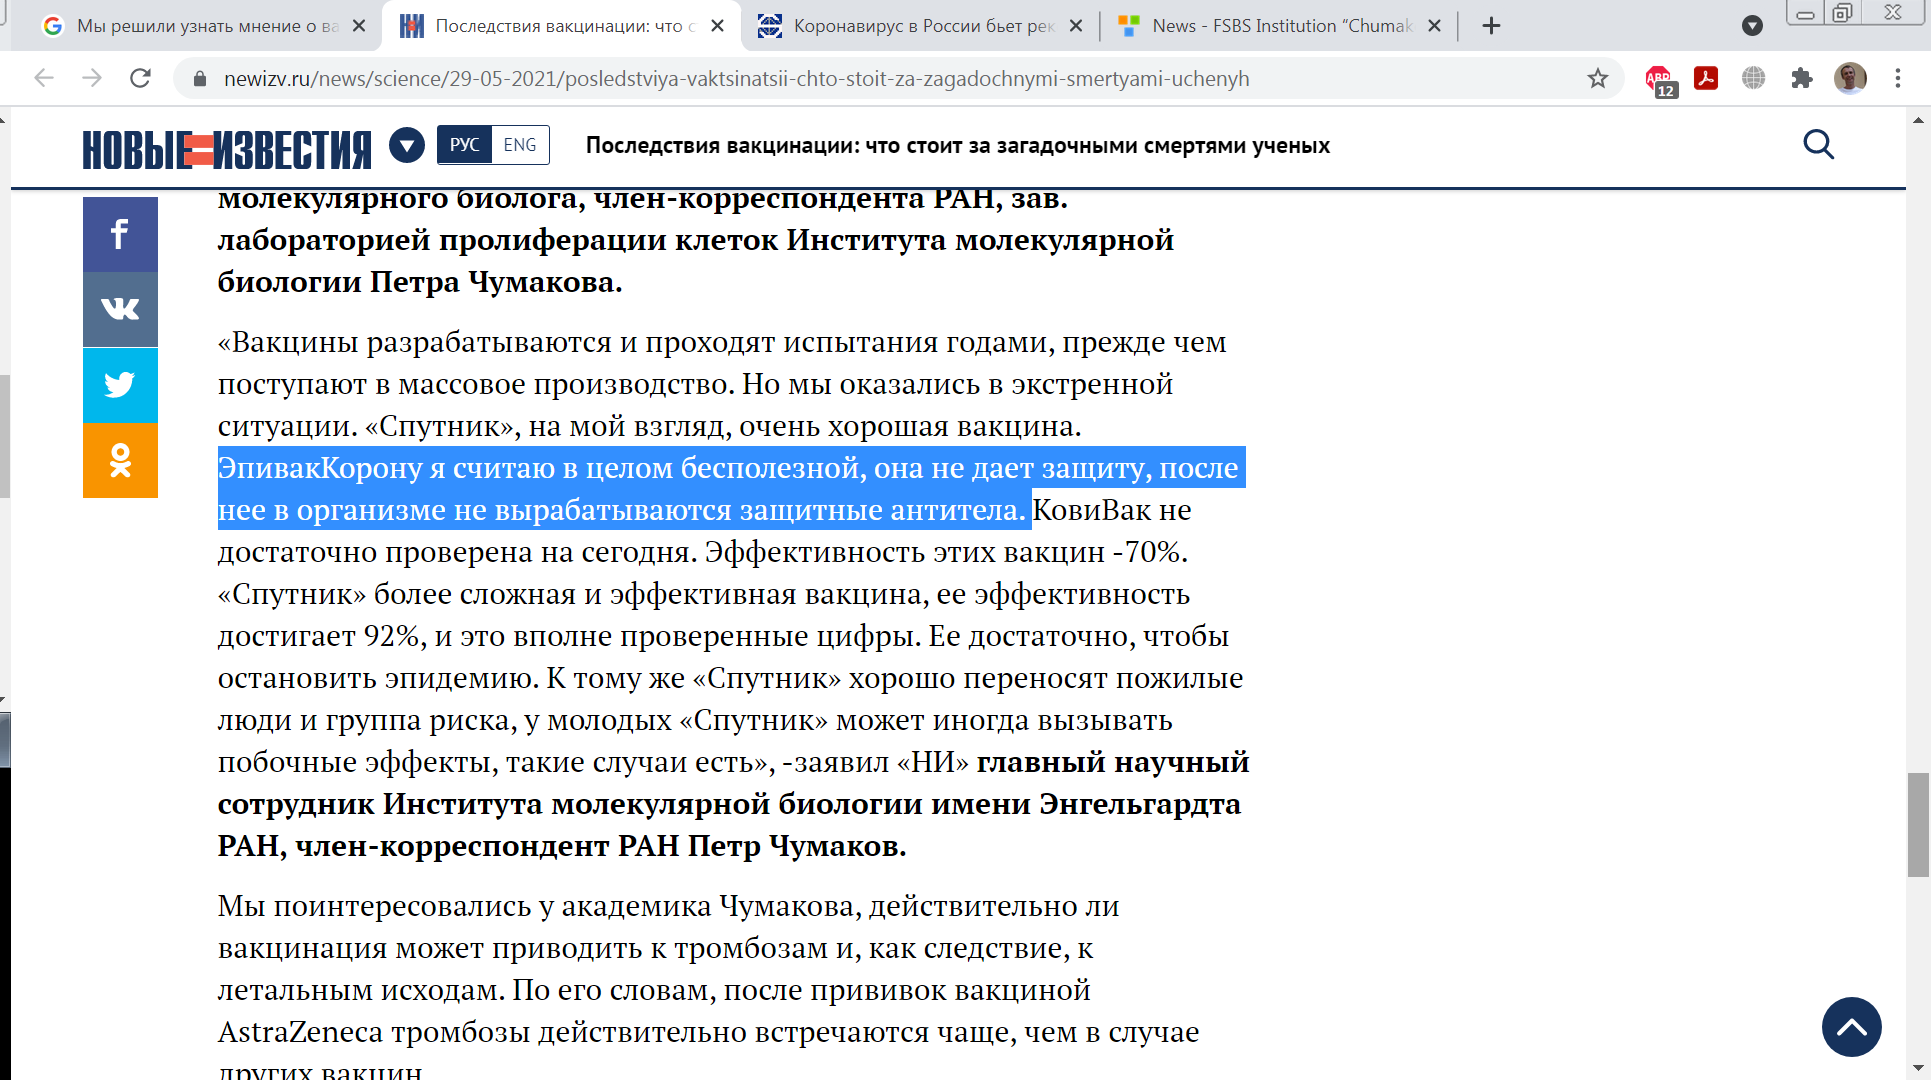 Мы решили узнать мнение о ва
Последствия вакцинации: что с
Коронавирус в России бьет рек
News - FSBS Institution "Chumak
newizv.ru/news/science/29-05-2021/posledstviya-vaktsinatsii-chto-stoit-za-zagadochnymi-smertyami-uchenyh
ABP
12
НОВЫЕ ИЗВЕСТИЯ
РУС
ENG
Последствия вакцинации: что стоит за загадочными смертями ученых
молекулярного биолога, член-корреспондента РАН, зав.
лабораторией пролиферации клеток Института молекулярной
биологии Петра Чумакова.
«Вакцины разрабатываются и проходят испытания годами, прежде чем
поступают в массовое производство. Но мы оказались в экстренной
ситуации. «Спутник», на мой взгляд, очень хорошая вакцина.
ЭпивакКорону я считаю в целом бесполезной, она не дает защиту, после
нее в организме не вырабатываются защитные антитела. КовиВак не
достаточно проверена на сегодня. Эффективность этих вакцин -70%.
«Спутник» более сложная и эффективная вакцина, ее эффективность
достигает 92%, и это вполне проверенные цифры. Ее достаточно, чтобы
остановить эпидемию. К тому же «Спутник» хорошо переносят пожилые
люди и группа риска, у молодых «Спутник» может иногда вызывать
побочные эффекты, такие случаи есть», -заявил «НИ» главный научный
сотрудник Института молекулярной биологии имени Энгельгардта
РАН, член-корреспондент РАН Петр Чумаков.
Мы поинтересовались у академика Чумакова, действительно ли
вакцинация может приводить к тромбозам и, как следствие, к
летальным исходам. По его словам, после прививок вакциной
AstraZeneca тромбозы действительно встречаются чаще, чем в случае
других вакцин